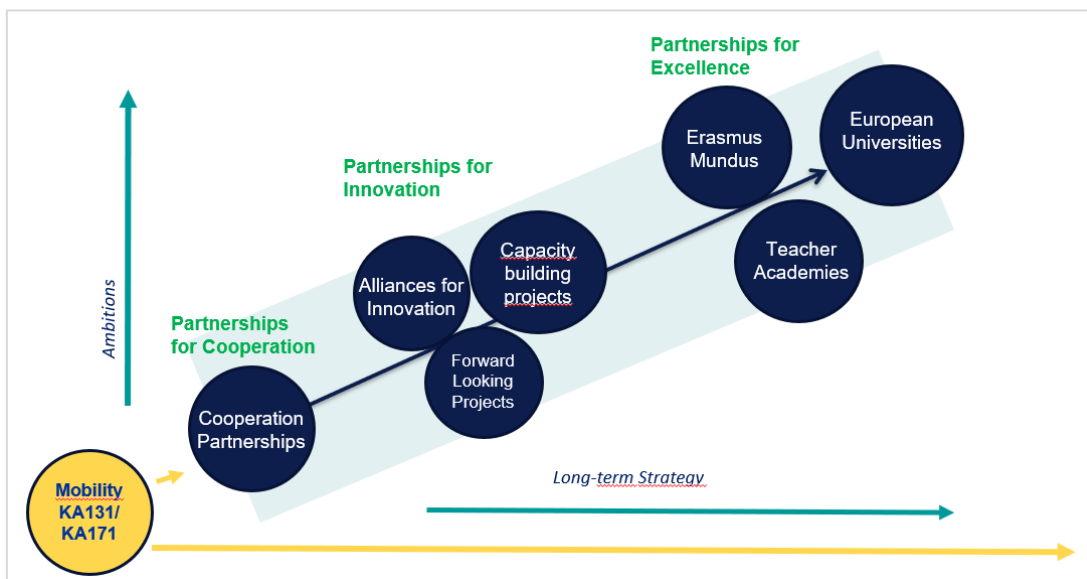 Partnerships for
Excellence
European
Universities
Erasmus
Mundus
Partnerships for
Innovation
Capacity
building
projects
Teacher
Academies
Alliances for
Innovation
Ambitions
Partnerships
for Cooperation
Forward
Looking
Projects
Cooperation
Partnerships
Long-term Strategy
Mobility
KA131/
KA171